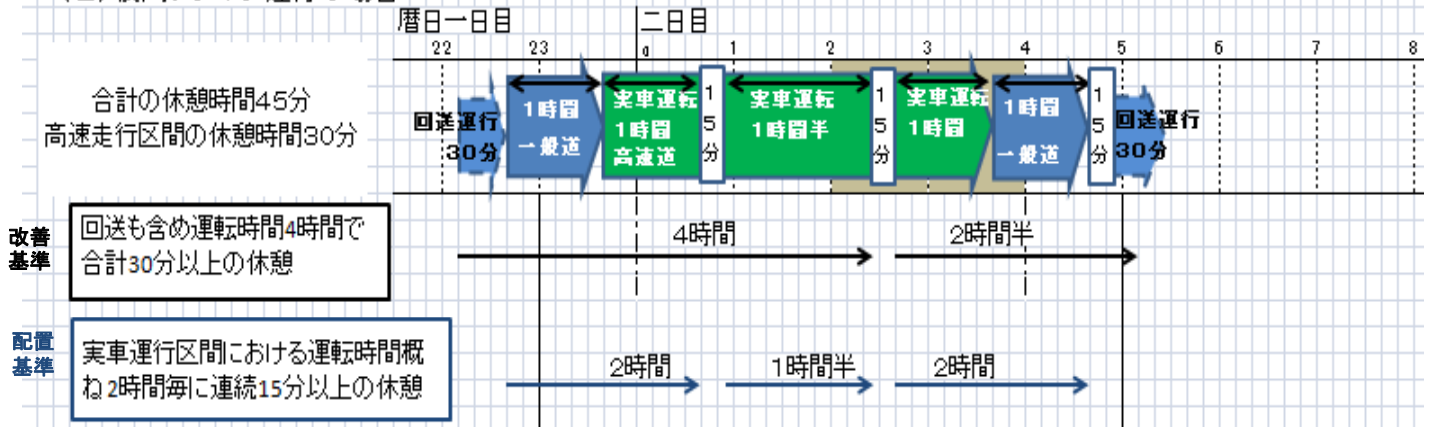 暦日一日目
二日目
22
23
0
1
2
3
4
5
6
7
8
合計の休憩時間45分
高速走行区間の休憩時間30分
回送運行
30分
1時間
一般道
実車運転
1時間
高速道
15分
実車運転
1時間半
15分
実車運転
1時間
1時間
一般道
15分
回送運行
30分
改善
基準
回送も含め運転時間4時間で
合計30分以上の休憩
4時間
2時間半
配置
基準
実車運行区間における運転時間概
ね2時間毎に連続15分以上の休憩
2時間
1時間半
2時間